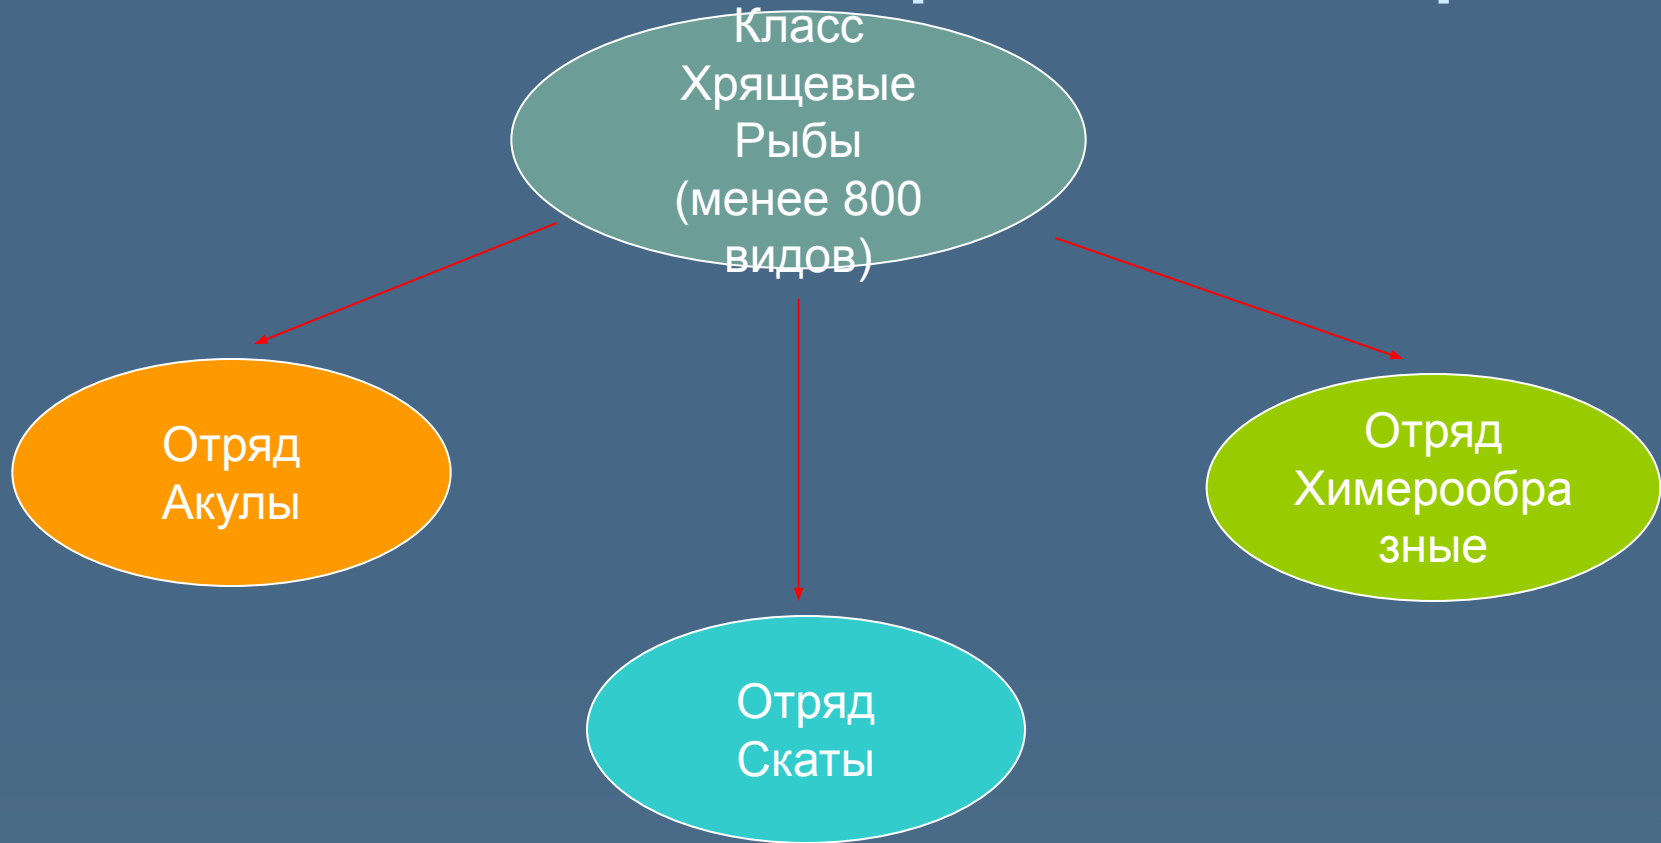 Класс
Хрящевые
Рыбы
(менее 800
видов)
Отряд
Акулы
Отряд
Химерообра
зные
Отряд
Скаты